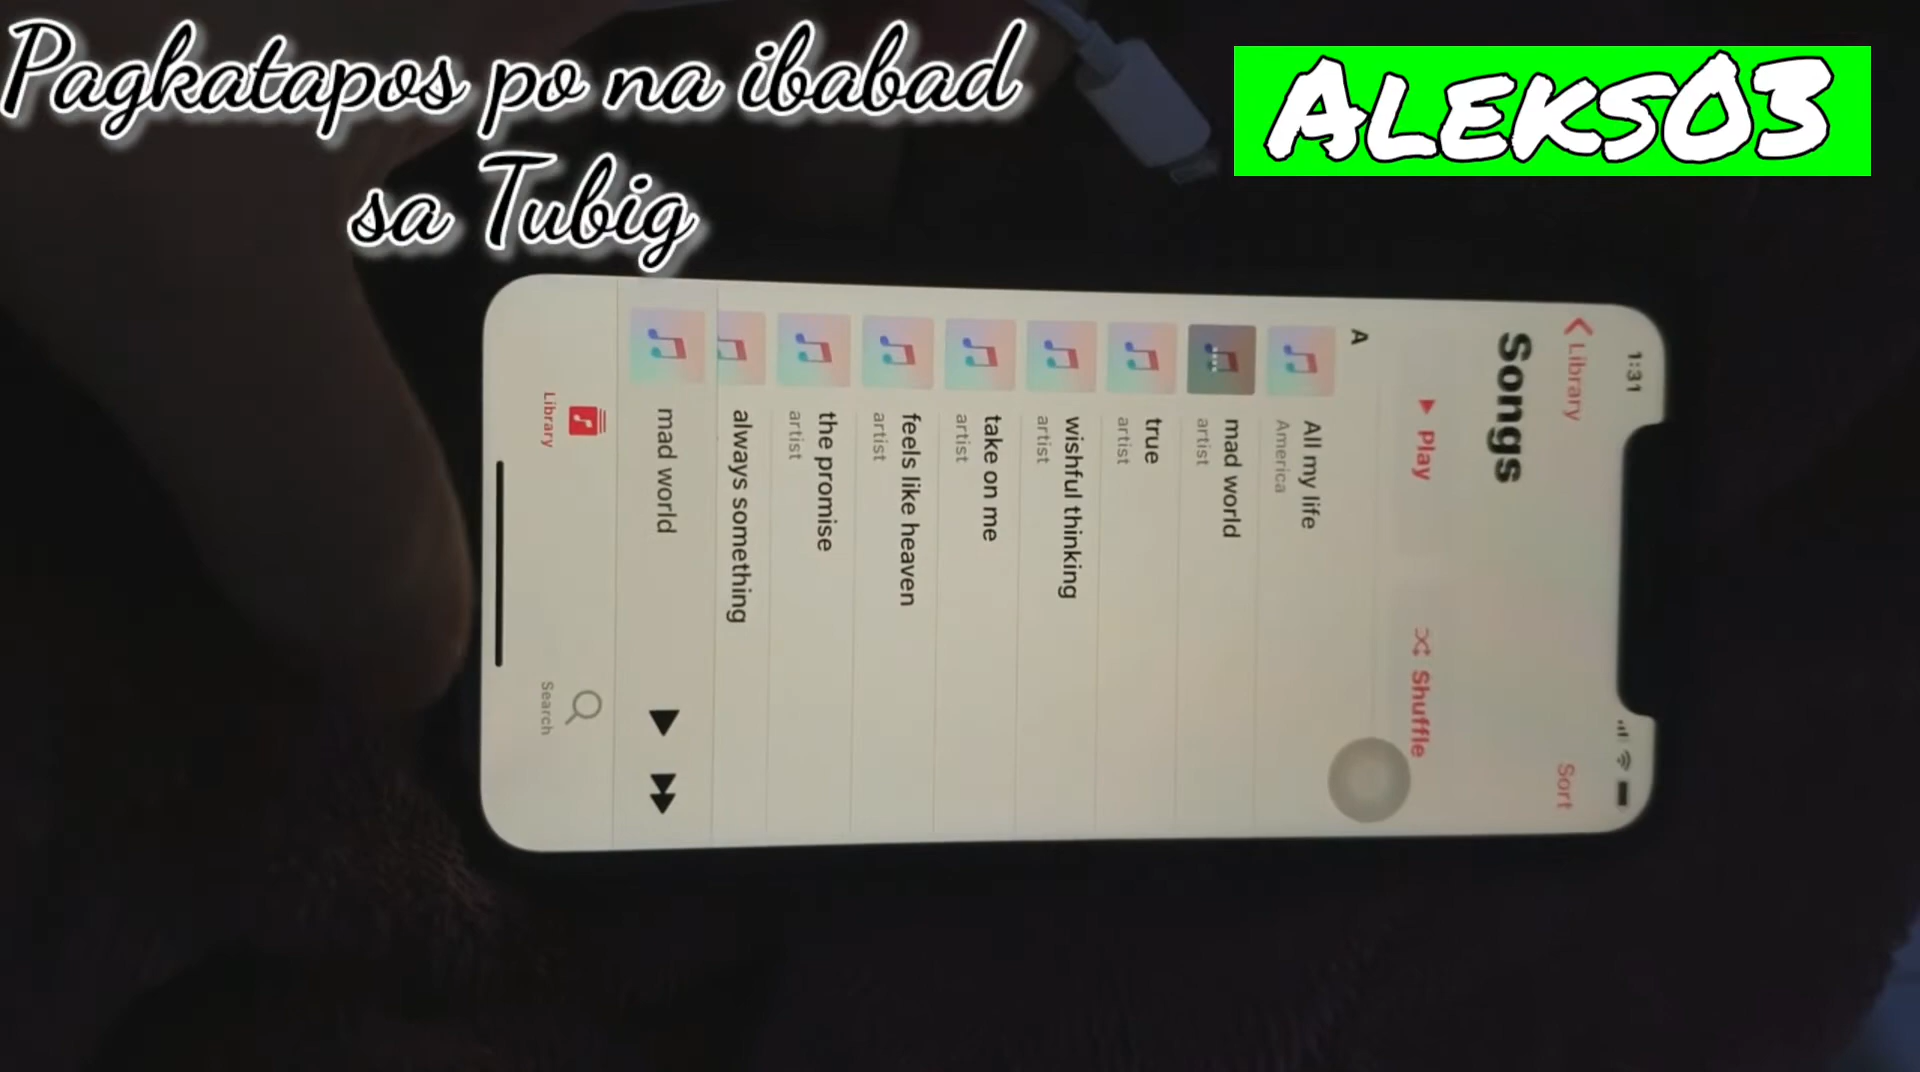 Pagkatapos po na ibabad
sa Tubig
Aleks03
1:31
Library
Sort
Songs
Play
Shuffle
A
All my life
America
mad world
artist
true
artist
wishful thinking
artist
take on me
artist
feels like heaven
artist
the promise
artist
always something
mad world
Library
Search